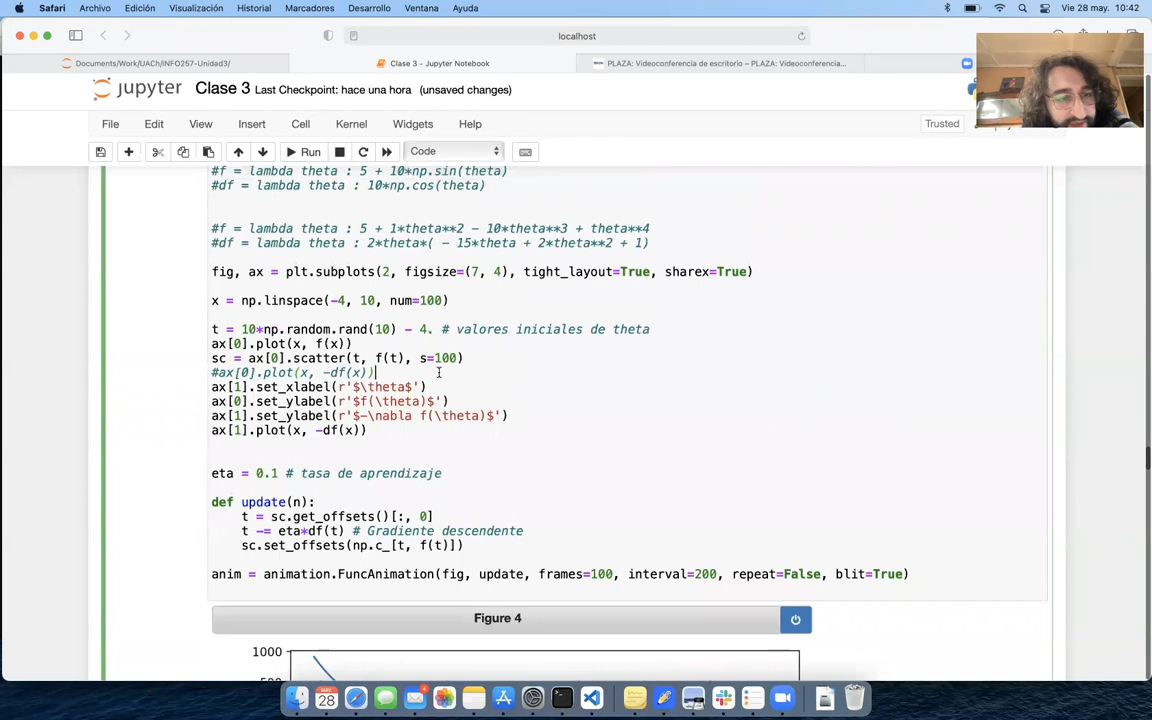 Safari Archivo Edición Visualización Historial Marcadores Desarrollo Ventana Ayuda Vie 28 may. 10:42
localhost
Documents/Work/UACh/INFO257-Unidad3/ Clase 3 - Jupyter Notebook PLAZA: Videoconferencia de escritorio – PLAZA: Videoconferencia...
jupyter Clase 3 Last Checkpoint: hace una hora (unsaved changes)
File Edit View Insert Cell Kernel Widgets Help Trusted
Run Code
#f = lambda theta : 5 + 10*np.sin(theta)
#df = lambda theta : 10*np.cos(theta)
#f = lambda theta : 5 + 1*theta**2 - 10*theta**3 + theta**4
#df = lambda theta : 2*theta*( - 15*theta + 2*theta**2 + 1)
fig, ax = plt.subplots(2, figsize=(7, 4), tight_layout=True, sharex=True)
x = np.linspace(-4, 10, num=100)
t = 10*np.random.rand(10) - 4. # valores iniciales de theta
ax[0].plot(x, f(x))
sc = ax[0].scatter(t, f(t), s=100)
#ax[0].plot(x, -df(x))
ax[1].set_xlabel(r'$\theta$')
ax[0].set_ylabel(r'$f(\theta)$')
ax[1].set_ylabel(r'$-\nabla f(\theta)$')
ax[1].plot(x, -df(x))
eta = 0.1 # tasa de aprendizaje
def update(n):
t = sc.get_offsets()[:, 0]
t -= eta*df(t) # Gradiente descendente
sc.set_offsets(np.c_[t, f(t)])
anim = animation.FuncAnimation(fig, update, frames=100, interval=200, repeat=False, blit=True)
Figure 4
1000
MAY.
28
4